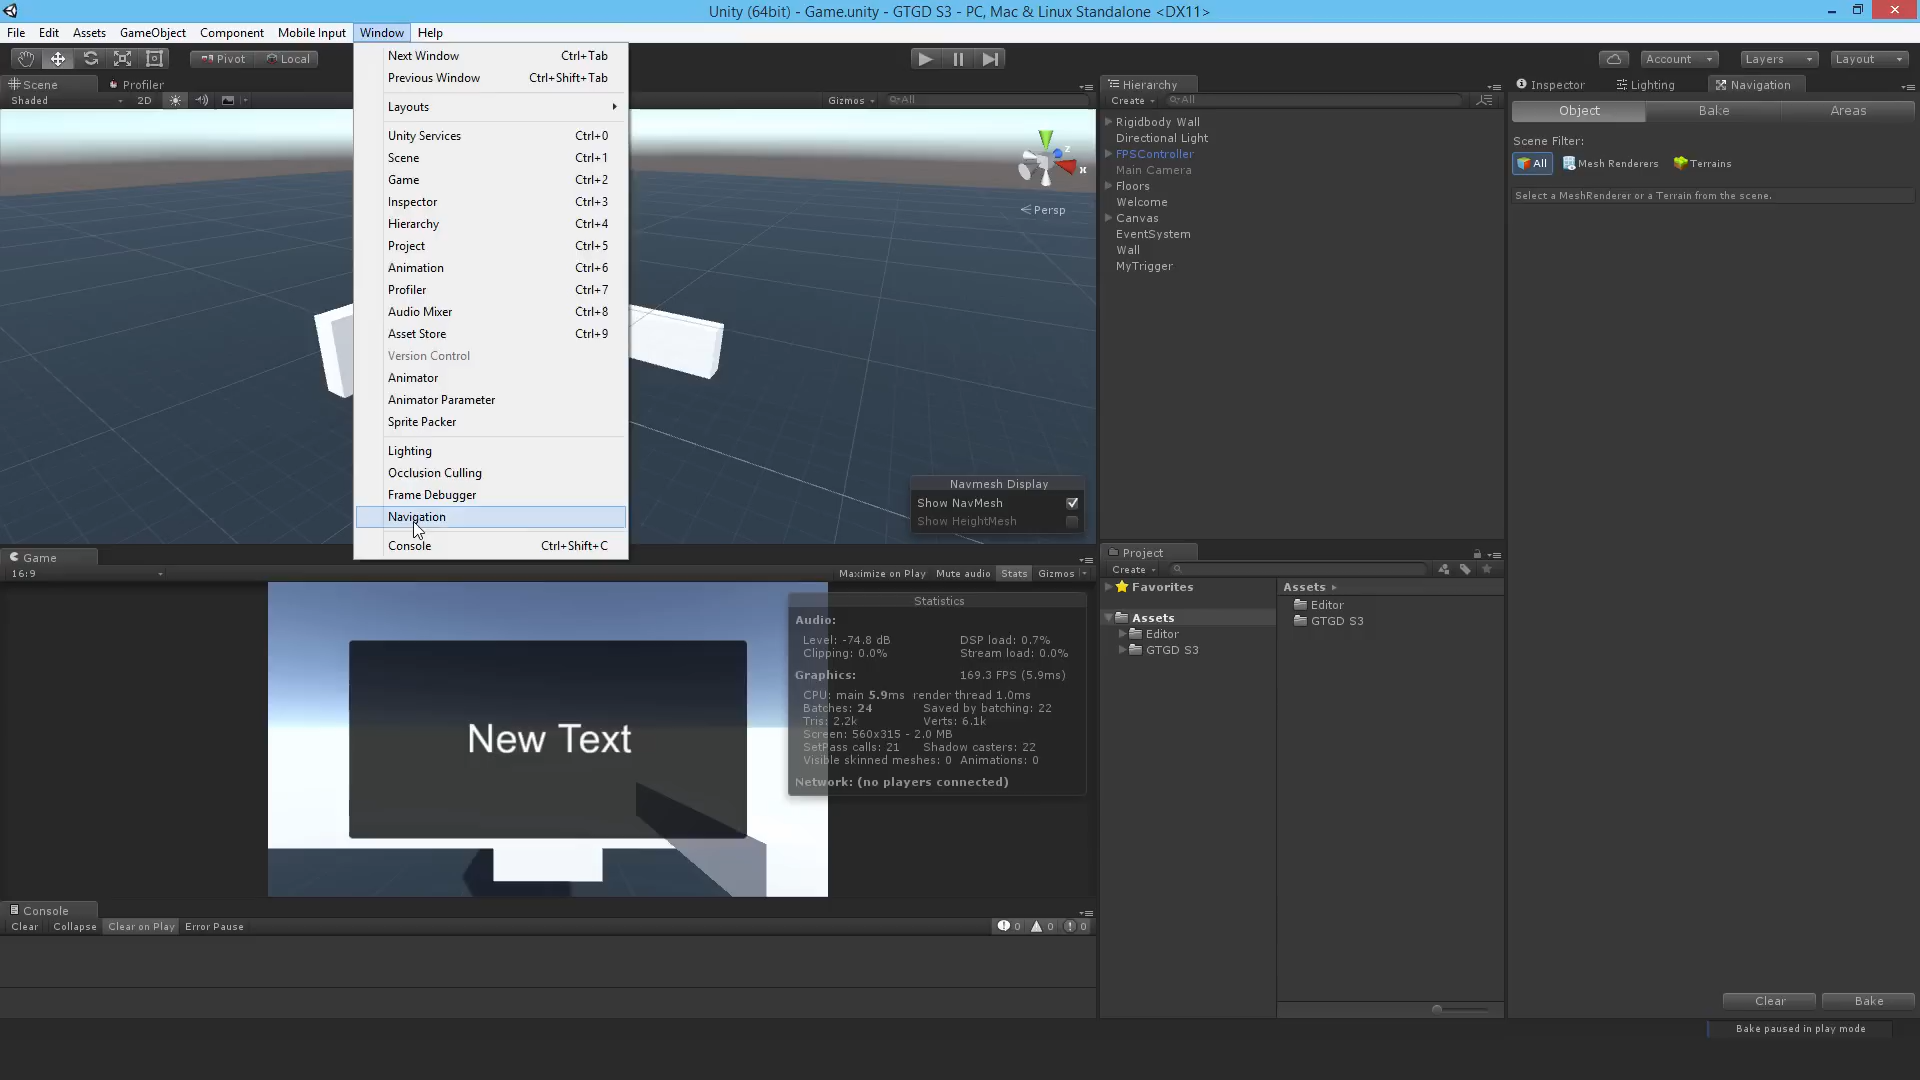 Unity (64bit) - Game.unity - GTGD S3 - PC, Mac & Linux Standalone <DX11>
File Edit Assets GameObject Component Mobile Input Window Help
Pivot Local
Account Layers Layout
Scene Profiler
Shaded 2D Gizmos All
Next Window Ctrl+Tab
Previous Window Ctrl+Shift+Tab
Layouts
Unity Services Ctrl+0
Scene Ctrl+1
Game Ctrl+2
Inspector Ctrl+3
Hierarchy Ctrl+4
Project Ctrl+5
Animation Ctrl+6
Profiler Ctrl+7
Audio Mixer Ctrl+8
Asset Store Ctrl+9
Version Control
Animator
Animator Parameter
Sprite Packer
Lighting
Occlusion Culling
Frame Debugger
Navigation
Console Ctrl+Shift+C
y
z
x
Persp
Navmesh Display
Show NavMesh
Show HeightMesh
Hierarchy
Create All
Rigidbody Wall
Directional Light
FPSController
Main Camera
Floors
Welcome
Canvas
EventSystem
Wall
MyTrigger
Inspector Lighting Navigation
Object Bake Areas
Scene Filter:
All Mesh Renderers Terrains
Select a MeshRenderer or a Terrain from the scene.
Game
16:9 Maximize on Play Mute audio Stats Gizmos
New Text
Statistics
Audio:
Level: -74.8 dB DSP load: 0.7%
Clipping: 0.0% Stream load: 0.0%
Graphics: 169.3 FPS (5.9ms)
CPU: main 5.9ms render thread 1.0ms
Batches: 24 Saved by batching: 22
Tris: 2.2k Verts: 6.1k
Screen: 560x315 - 2.0 MB
SetPass calls: 21 Shadow casters: 22
Visible skinned meshes: 0 Animations: 0
Network: (no players connected)
Project
Create
Favorites
Assets
Editor
GTGD S3
Assets
Editor
GTGD S3
Console
Clear Collapse Clear on Play Error Pause 0 0 0
Clear Bake
Bake paused in play mode